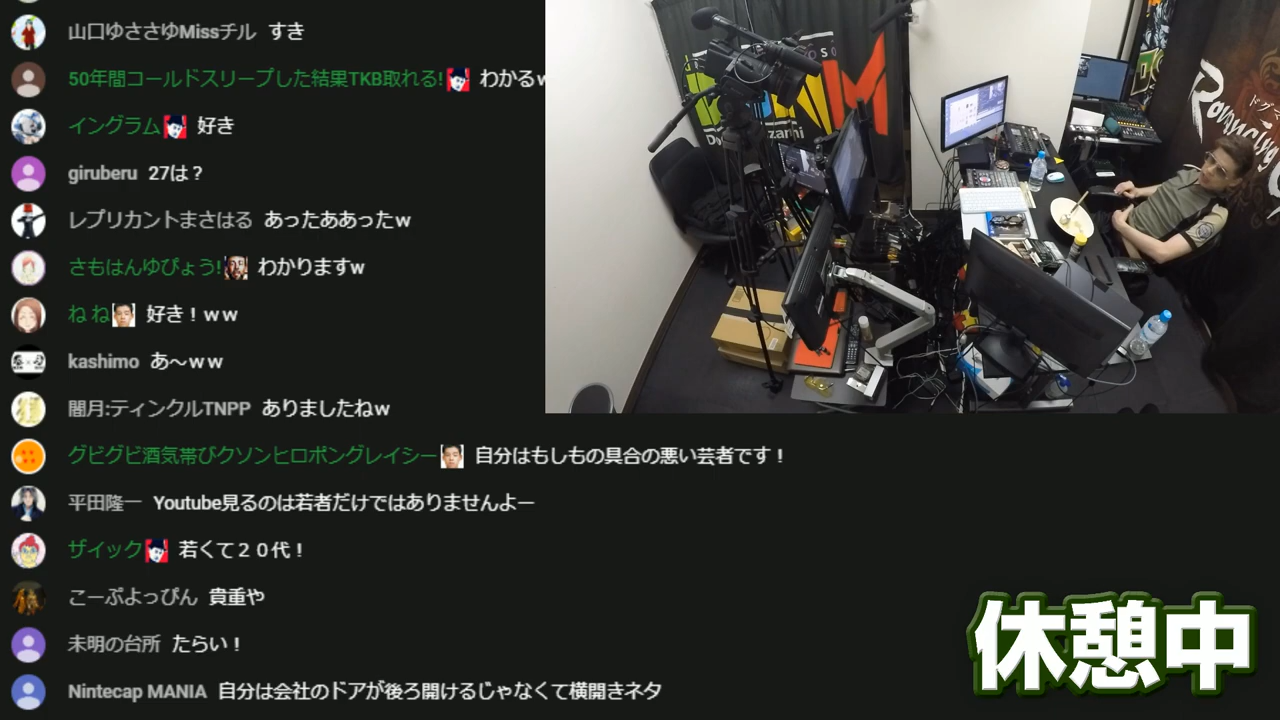 山口ゆささゆMissチル すき
50年間コールドスリープした結果TKB取れる! わかるw
イングラム 好き
giruberu 27は？
レプリカントまさはる あったああったｗ
さもはんゆぴょう! わかりますw
ね ね 好き！ｗｗ
kashimo あ〜ｗｗ
闇月:ティンクルTNPP ありましたねw
グビグビ酒気帯びクソンヒロポングレイシー 自分はもしもの具合の悪い芸者です！
平田隆一 Youtube見るのは若者だけではありませんよー
ザイック 若くて２０代！
こーぷよっぴん 貴重や
未明の台所 たらい！
Nintecap MANIA 自分は会社のドアが後ろ開けるじゃなくて横開きネタ
休憩中